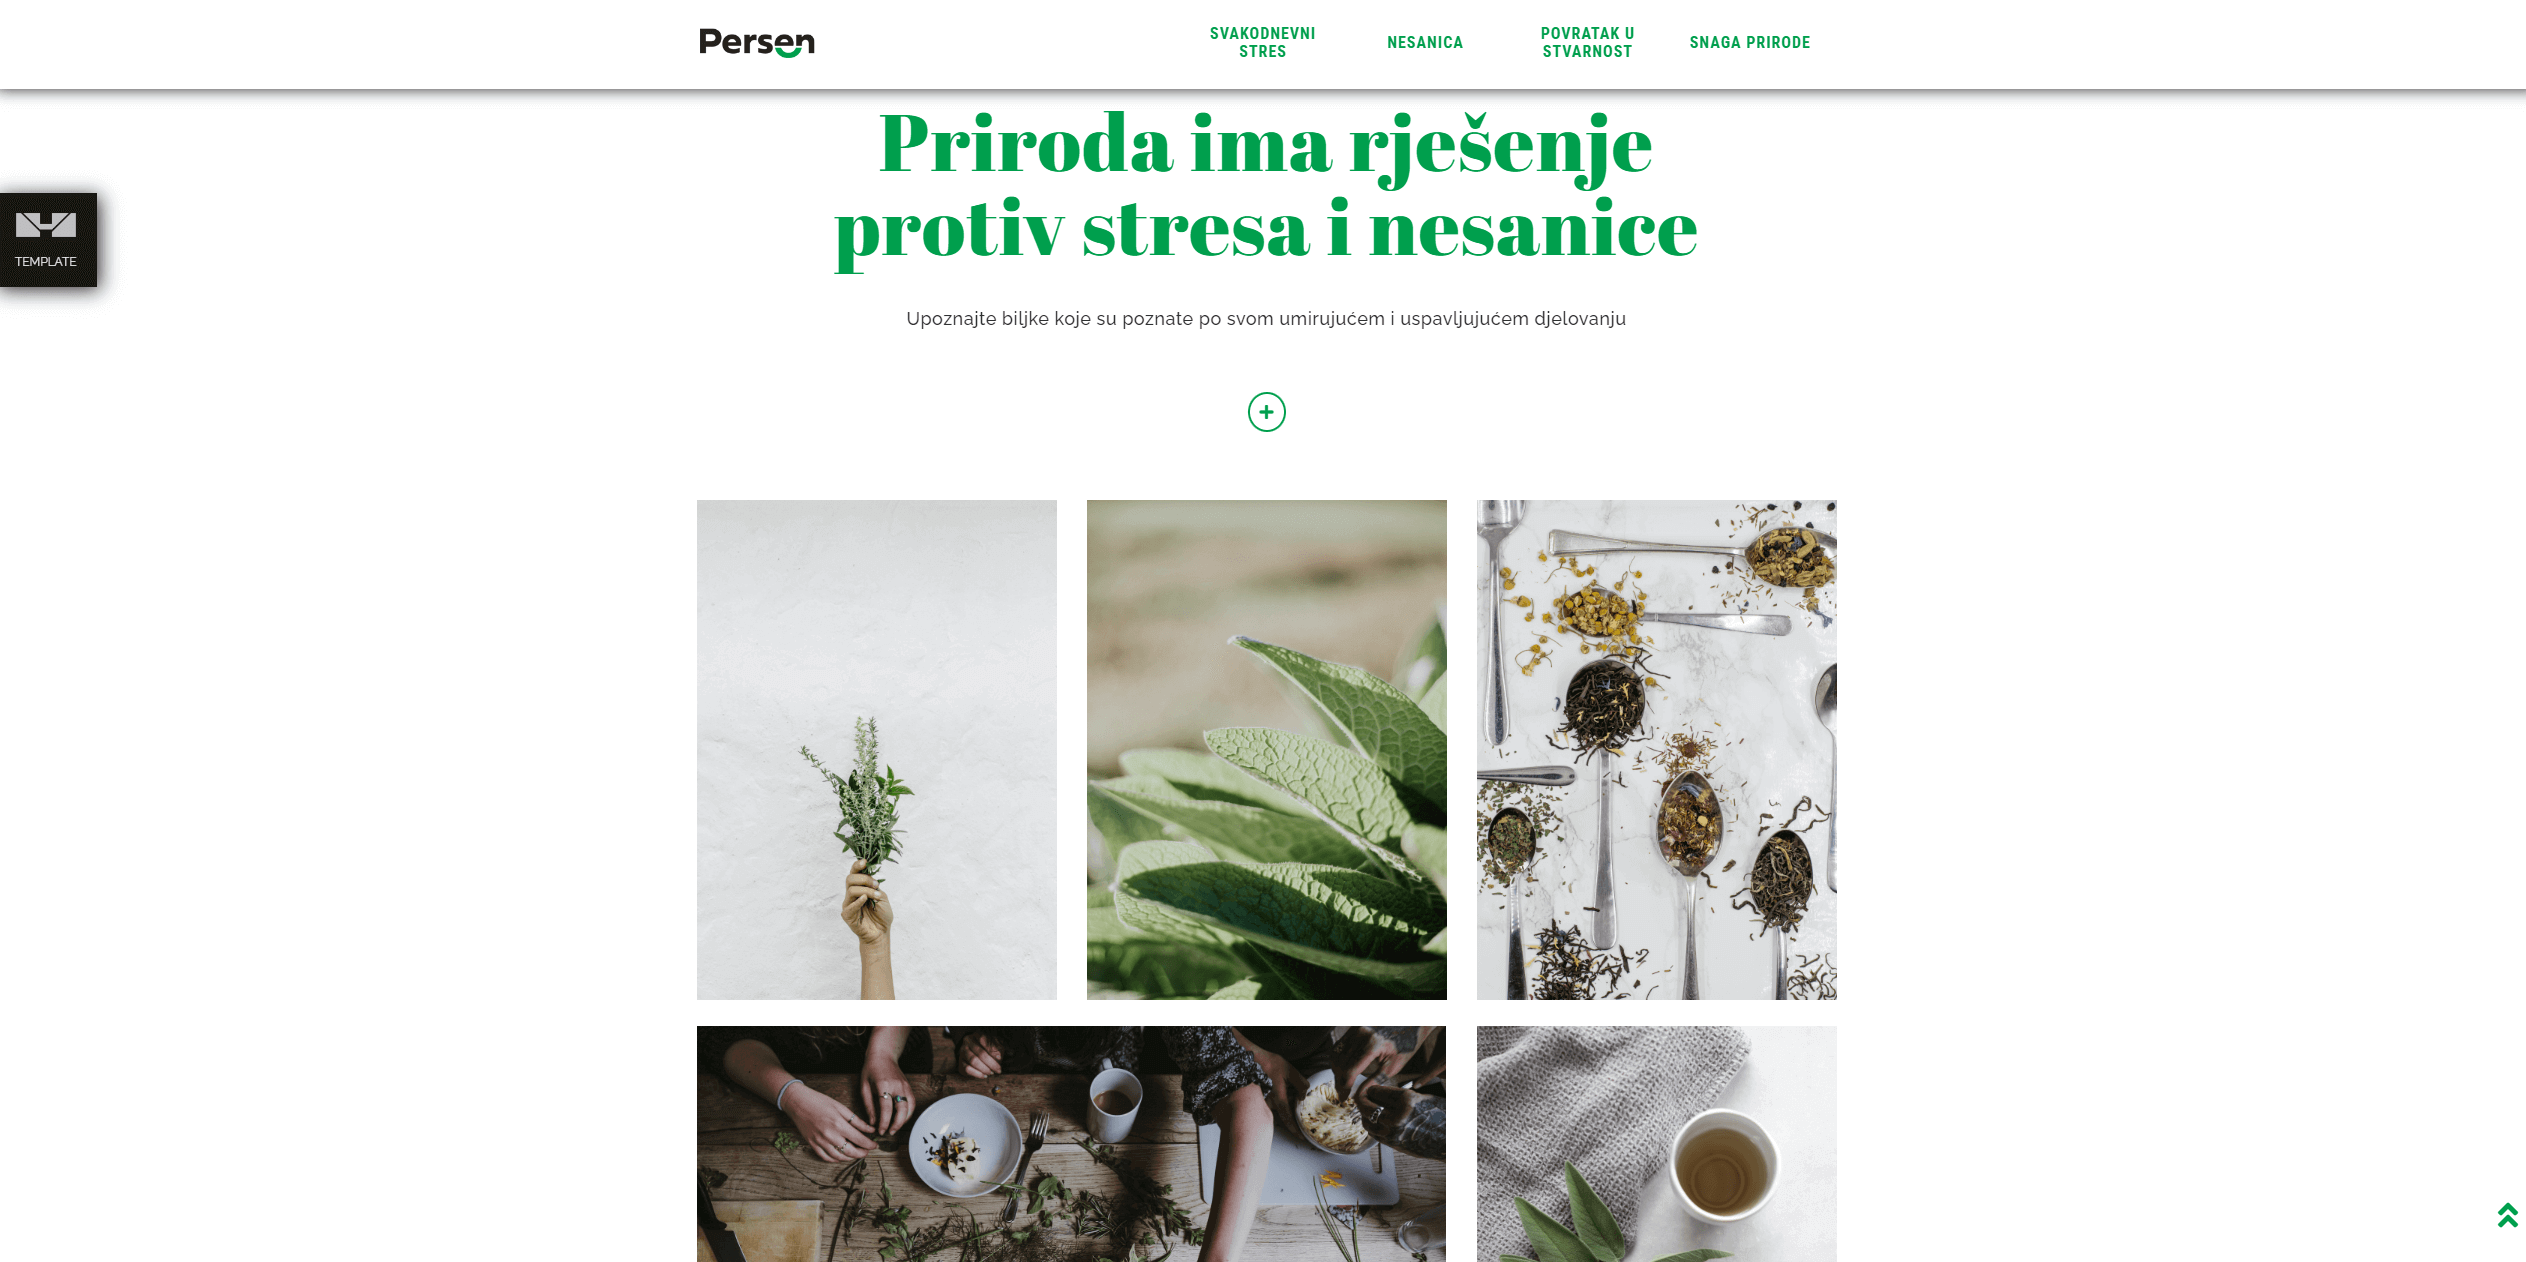 Persen
SVAKODNEVNI
STRES
NESANICA
POVRATAK U
STVARNOST
SNAGA PRIRODE
Priroda ima rješenje
protiv stresa i nesanice
TEMPLATE
Upoznajte biljke koje su poznate po svom umirujućem i uspavljujućem djelovanju